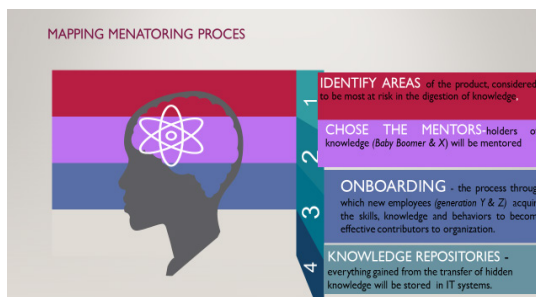 MAPPING MENATORING PROCES
1
IDENTIFY AREAS of the product, considered
to be most at risk in the digestion of knowledge.
2
CHOSE THE MENTORS-holders of
knowledge (Baby Boomer & X) will be mentored
3
ONBOARDING - the process through
which new employees (generation Y & Z) acquire
the skills, knowledge and behaviors to become
effective contributors to organization.
4
KNOWLEDGE REPOSITORIES -
everything gained from the transfer of hidden
knowledge will be stored in IT systems.